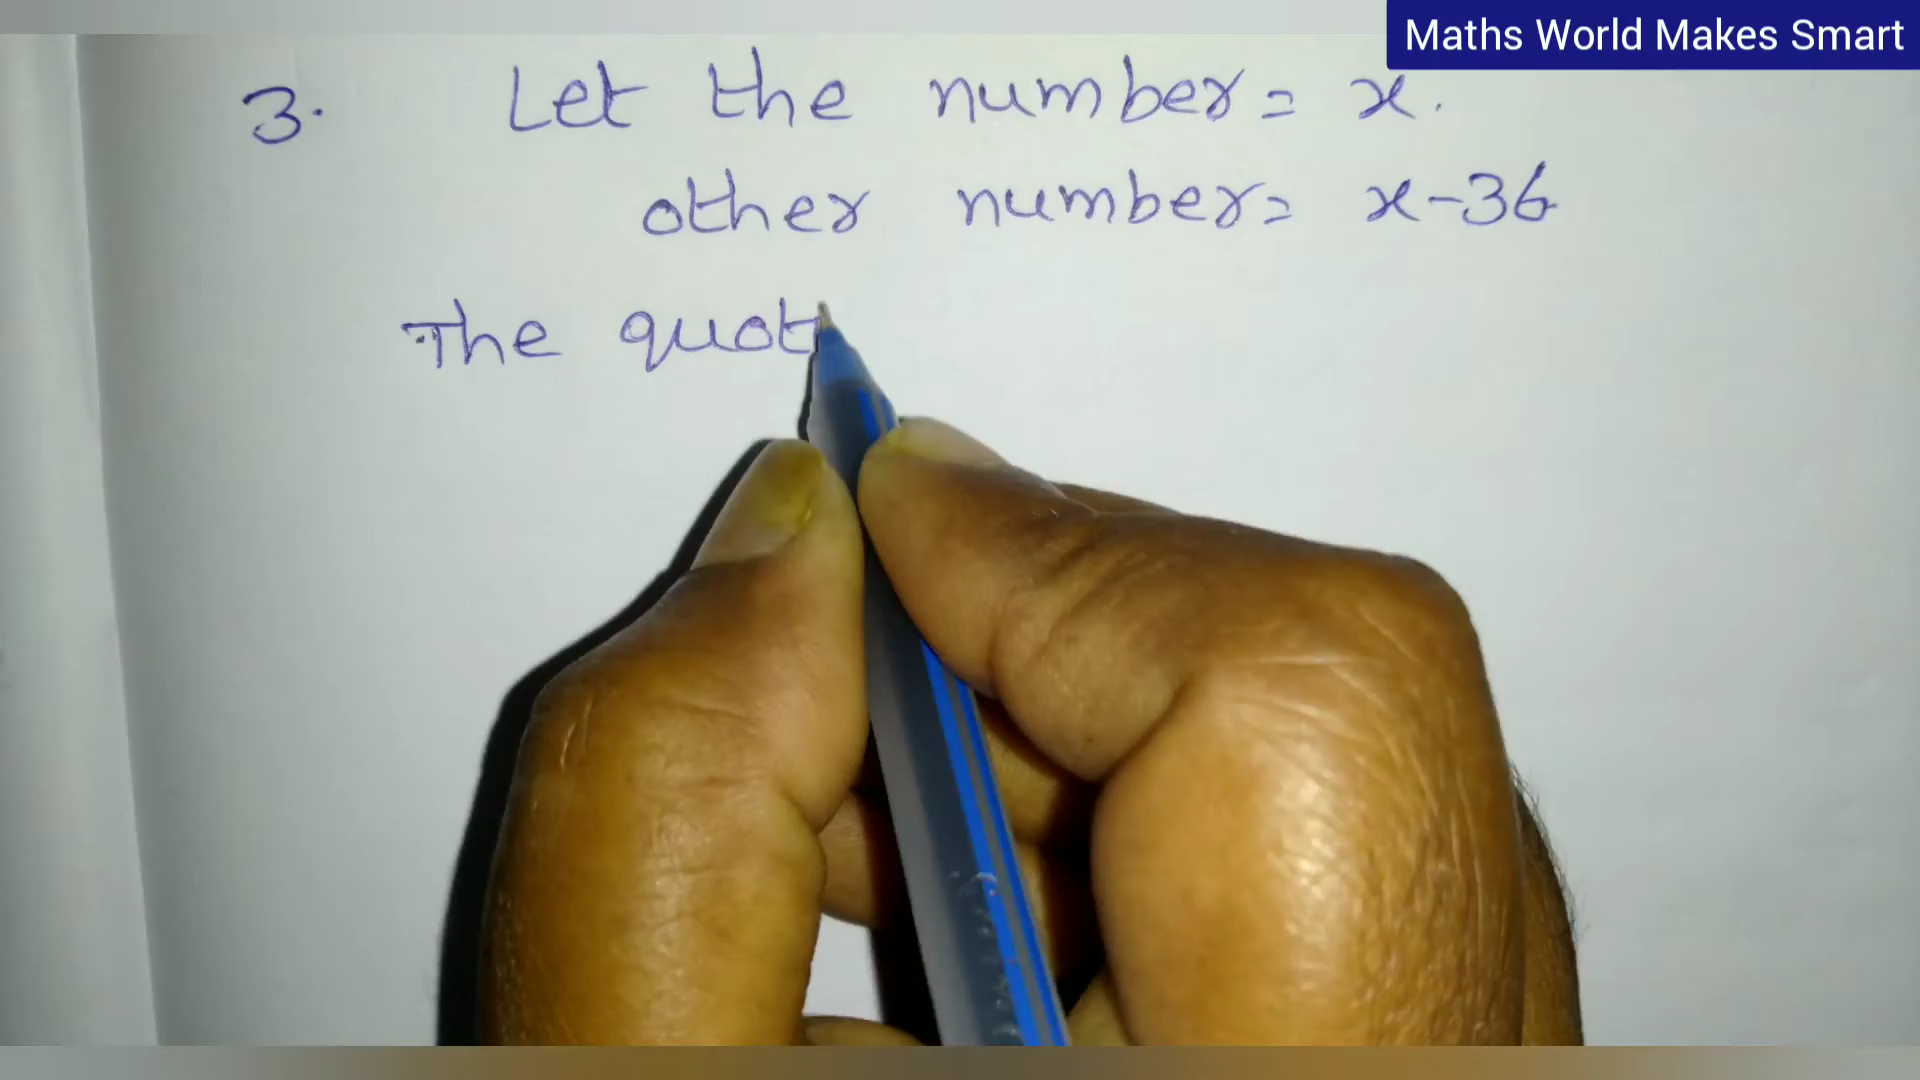 Maths World Makes Smart
3. Let the number = x.
other number = x-36
The quot